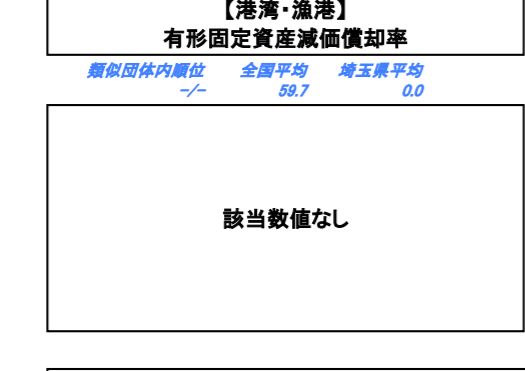 【港湾・漁港】
有形固定資産減価償却率
類似団体内順位 全国平均 埼玉県平均
-/- 59.7 0.0
該当数値なし